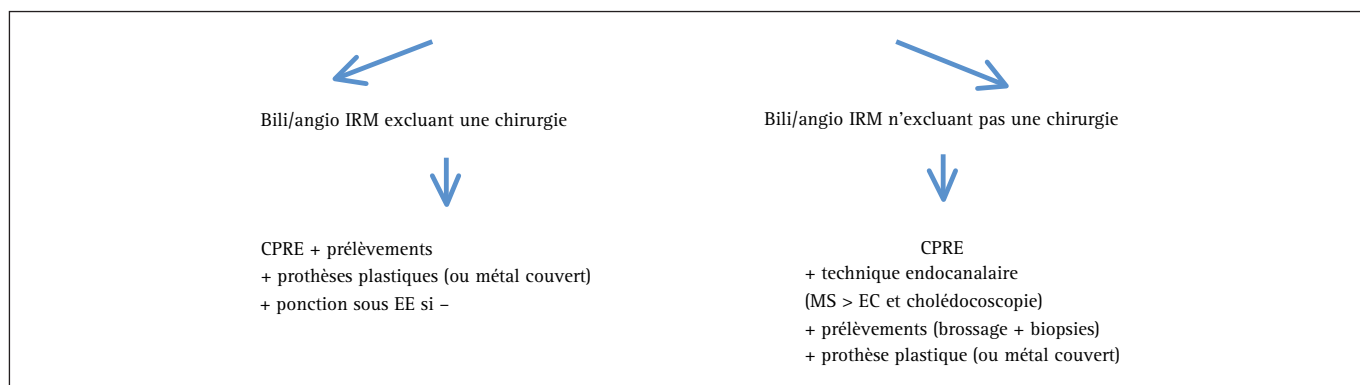 Bili/angio IRM excluant une chirurgie
Bili/angio IRM n'excluant pas une chirurgie
CPRE + prélèvements
+ prothèses plastiques (ou métal couvert)
+ ponction sous EE si –
CPRE
+ technique endocanalaire
(MS > EC et cholédocoscopie)
+ prélèvements (brossage + biopsies)
+ prothèse plastique (ou métal couvert)